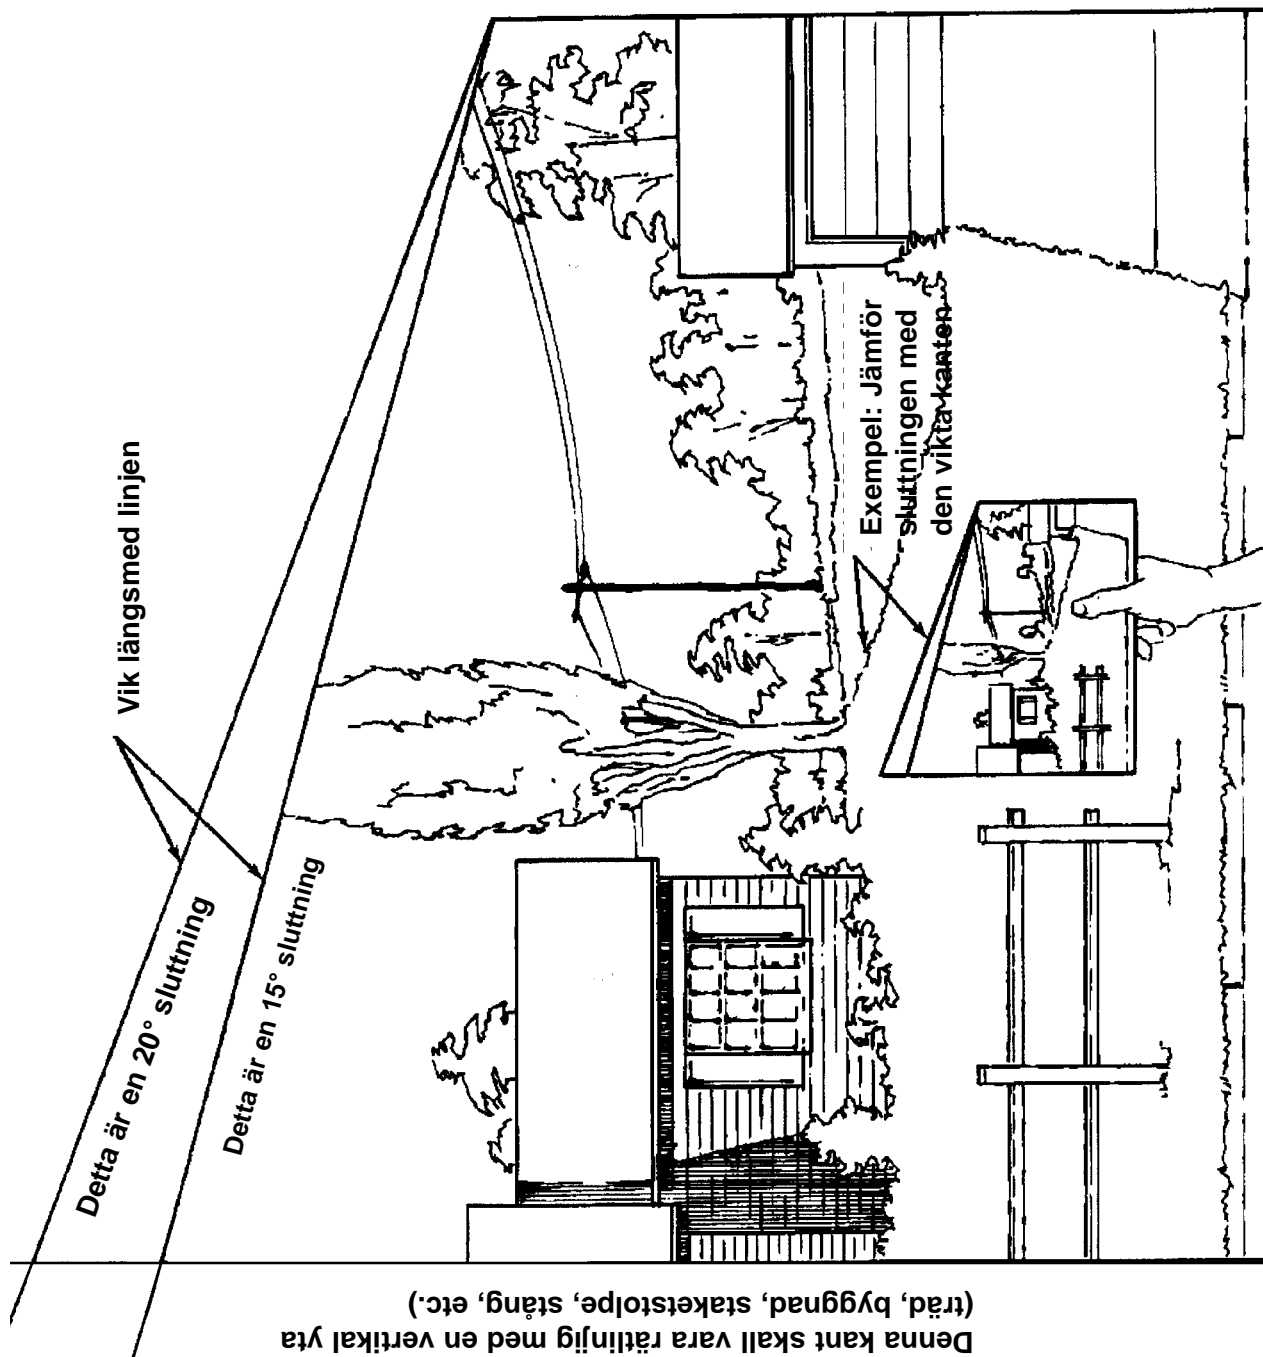 Vik längsmed linjen
Detta är en 20° sluttning
Detta är en 15° sluttning
Exempel: Jämför
sluttningen med
den vikta kanten
Denna kant skall vara rätlinjig med en vertikal yta
(träd, byggnad, staketstolpe, stång, etc.)